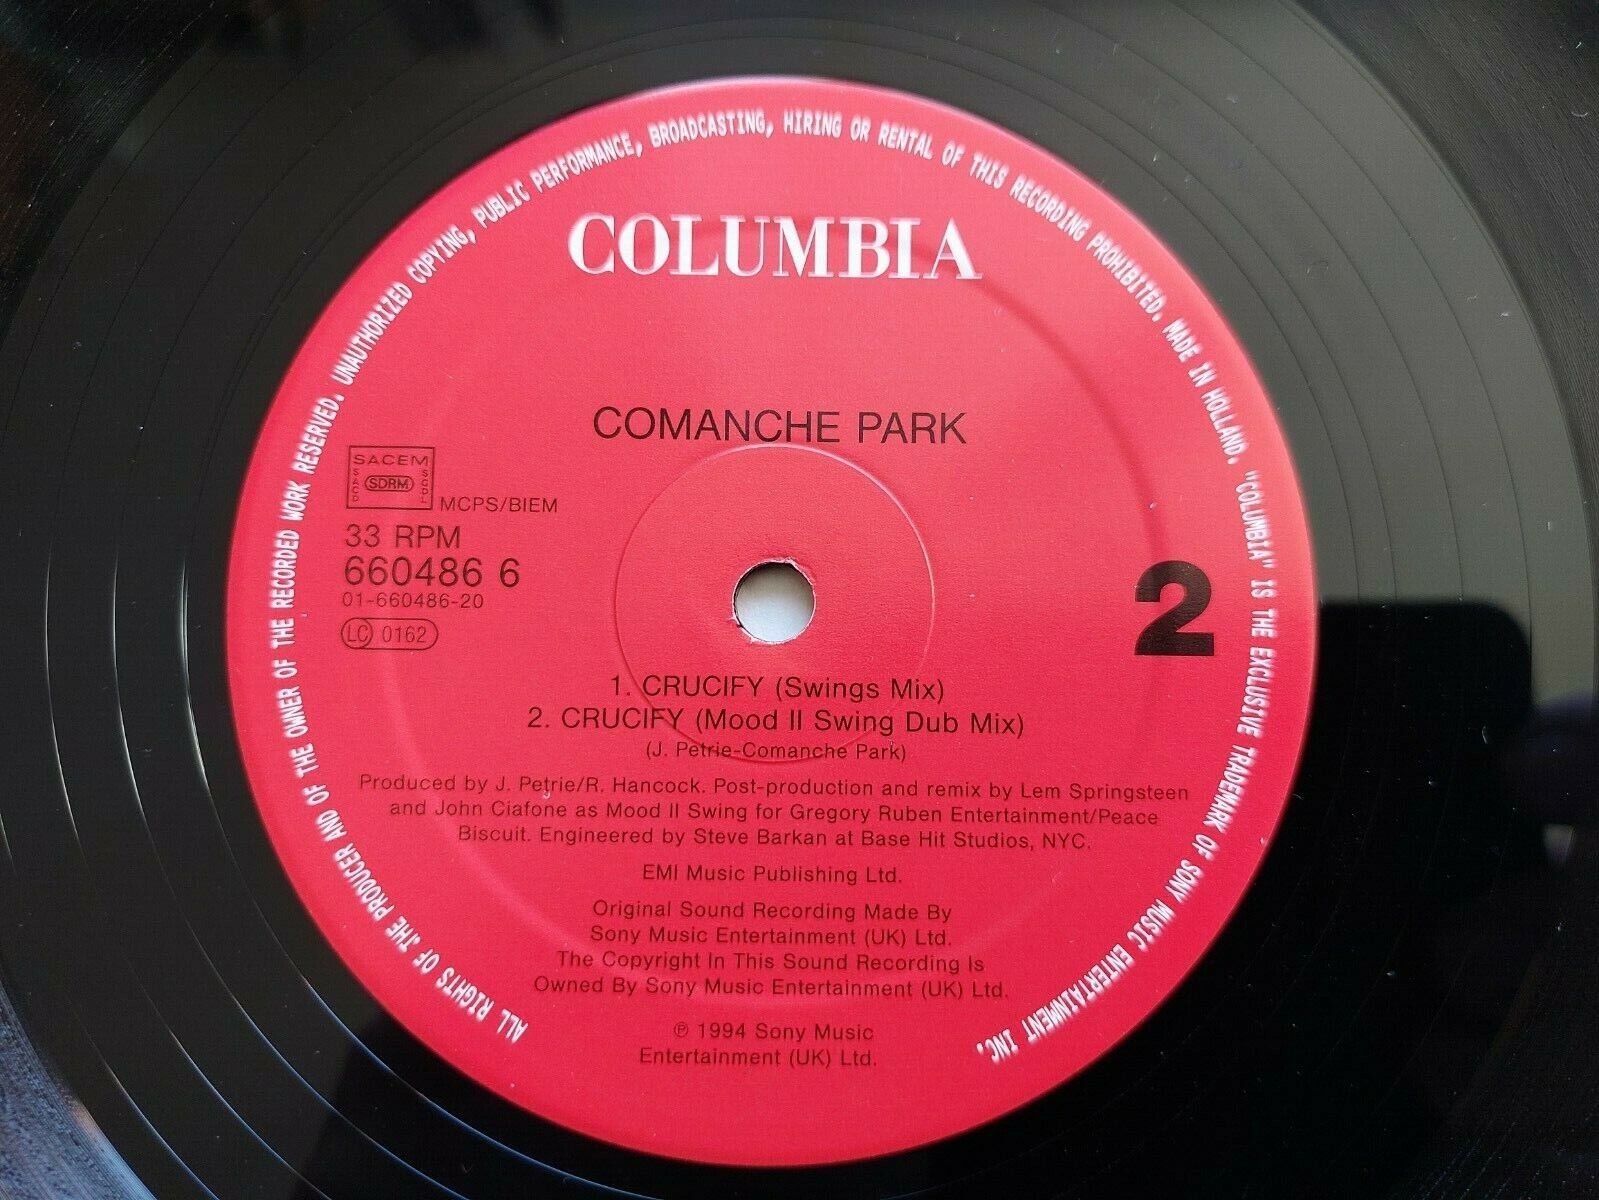 ALL RIGHTS OF THE PRODUCER AND OF THE OWNER OF THE RECORDED WORK RESERVED. UNAUTHORIZED COPYING, PUBLIC PERFORMANCE, BROADCASTING, HIRING OR RENTAL OF THIS RECORDING PROHIBITED. MADE IN HOLLAND. "COLUMBIA" IS THE EXCLUSIVE TRADEMARK OF SONY MUSIC ENTERTAINMENT INC.
COLUMBIA
COMANCHE PARK
SACEM
SACD SDRM SCDL
MCPS/BIEM
33 RPM
660486 6
01-660486-20
LC 0162
2
1. CRUCIFY (Swings Mix)
2. CRUCIFY (Mood II Swing Dub Mix)
(J. Petrie-Comanche Park)
Produced by J. Petrie/R. Hancock. Post-production and remix by Lem Springsteen
and John Ciafone as Mood II Swing for Gregory Ruben Entertainment/Peace
Biscuit. Engineered by Steve Barkan at Base Hit Studios, NYC.
EMI Music Publishing Ltd.
Original Sound Recording Made By
Sony Music Entertainment (UK) Ltd.
The Copyright In This Sound Recording Is
Owned By Sony Music Entertainment (UK) Ltd.
℗ 1994 Sony Music
Entertainment (UK) Ltd.